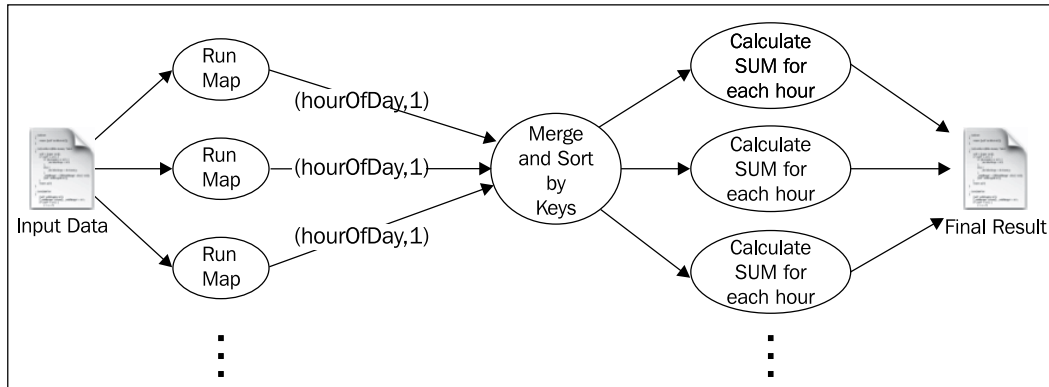 Input Data
Run
Map
(hourOfDay,1)
Run
Map
(hourOfDay,1)
Run
Map
(hourOfDay,1)
Merge
and Sort
by
Keys
Calculate
SUM for
each hour
Calculate
SUM for
each hour
Calculate
SUM for
each hour
Final Result